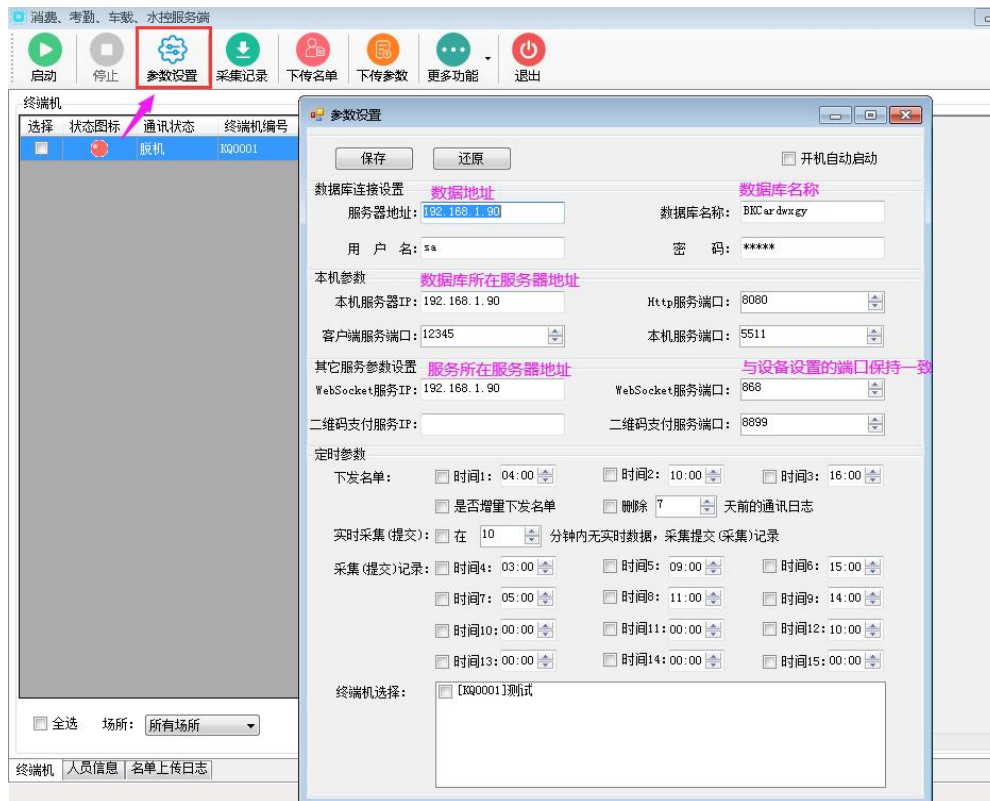 消费、考勤、车载、水控服务端
启动 停止 参数设置 采集记录 下传名单 下传参数 更多功能 退出
终端机
选择 状态图标 通讯状态 终端机编号
脱机 KQ0001
参数设置
保存 还原 开机自动启动
数据库连接设置 数据地址 数据库名称
服务器地址: 192.168.1.90 数据库名称: BKCardwxgy
用 户 名: sa 密 码: *****
本机参数 数据库所在服务器地址
本机服务器IP: 192.168.1.90 Http服务端口: 8080
客户端服务端口: 12345 本机服务端口: 5511
其它服务参数设置 服务所在服务器地址 与设备设置的端口保持一致
WebSocket服务IP: 192.168.1.90 WebSocket服务端口: 868
二维码支付服务IP: 二维码支付服务端口: 8899
定时参数
下发名单: 时间1: 04:00 时间2: 10:00 时间3: 16:00
是否增量下发名单 删除 7 天前的通讯日志
实时采集(提交): 在 10 分钟内无实时数据,采集提交(采集)记录
采集(提交)记录: 时间4: 03:00 时间5: 09:00 时间6: 15:00
时间7: 05:00 时间8: 11:00 时间9: 14:00
时间10: 00:00 时间11: 00:00 时间12: 10:00
时间13: 00:00 时间14: 00:00 时间15: 00:00
终端机选择: [KQ0001]测试
全选 场所: 所有场所
终端机 人员信息 名单上传日志